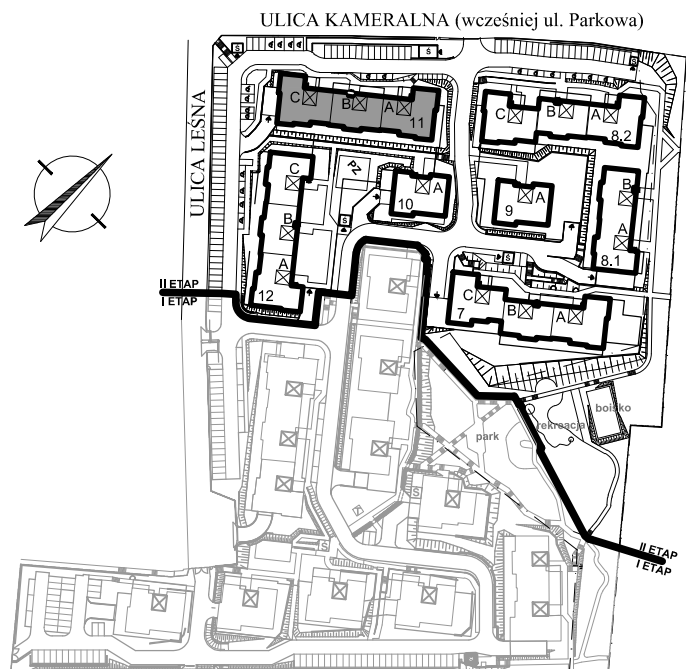 ULICA KAMERALNA (wcześniej ul. Parkowa)
ULICA LEŚNA
Ś
Ś
Ś
C
B
A
11
C
B
A
8.2
C
B
A
12
PZ
A
10
Ś
A
9
B
A
8.1
Ś
C
B
A
7
II ETAP
I ETAP
boisko
rekreacja
park
Ś
II ETAP
I ETAP
Ś